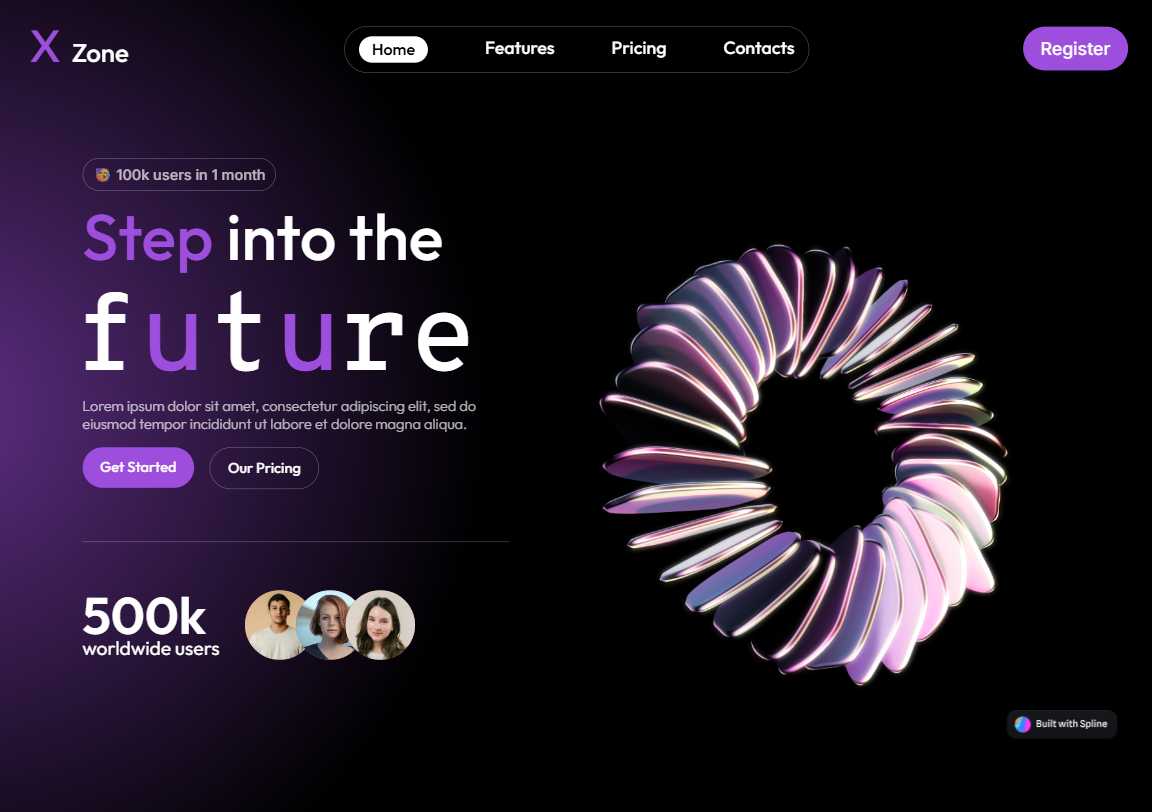 X Zone
Home Features Pricing Contacts
Register
100k users in 1 month
Step into the
future
Lorem ipsum dolor sit amet, consectetur adipiscing elit, sed do
eiusmod tempor incididunt ut labore et dolore magna aliqua.
Get Started Our Pricing
500k
worldwide users
Built with Spline